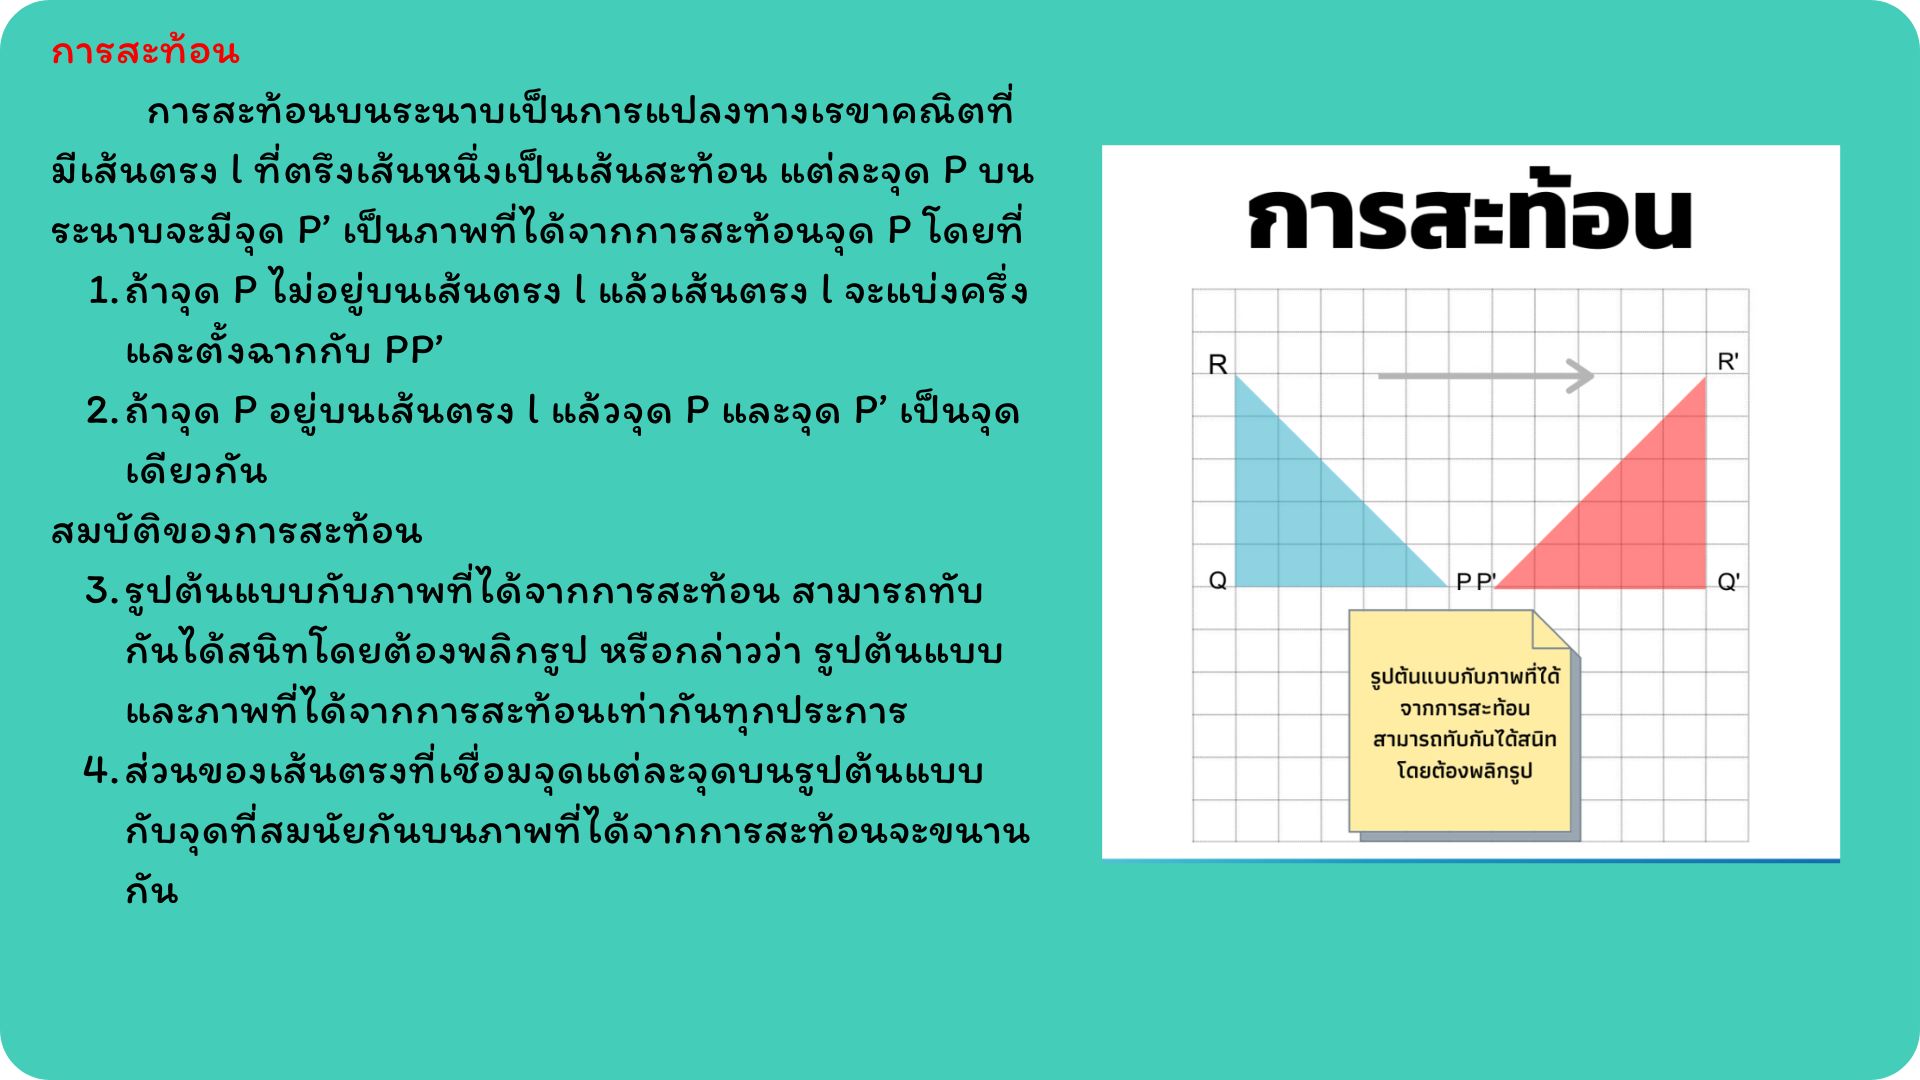 การสะท้อน
การสะท้อนบนระนาบเป็นการแปลงทางเรขาคณิตที่
มีเส้นตรง l ที่ตรึงเส้นหนึ่งเป็นเส้นสะท้อน แต่ละจุด P บน
ระนาบจะมีจุด P’ เป็นภาพที่ได้จากการสะท้อนจุด P โดยที่
1. ถ้าจุด P ไม่อยู่บนเส้นตรง l แล้วเส้นตรง l จะแบ่งครึ่ง
และตั้งฉากกับ PP’
2. ถ้าจุด P อยู่บนเส้นตรง l แล้วจุด P และจุด P’ เป็นจุด
เดียวกัน
สมบัติของการสะท้อน
3. รูปต้นแบบกับภาพที่ได้จากการสะท้อน สามารถทับ
กันได้สนิทโดยต้องพลิกรูป หรือกล่าวว่า รูปต้นแบบ
และภาพที่ได้จากการสะท้อนเท่ากันทุกประการ
4. ส่วนของเส้นตรงที่เชื่อมจุดแต่ละจุดบนรูปต้นแบบ
กับจุดที่สมนัยกันบนภาพที่ได้จากการสะท้อนจะขนาน
กัน
การสะท้อน
R R'
Q P P' Q'
รูปต้นแบบกับภาพที่ได้
จากการสะท้อน
สามารถทับกันได้สนิท
โดยต้องพลิกรูป